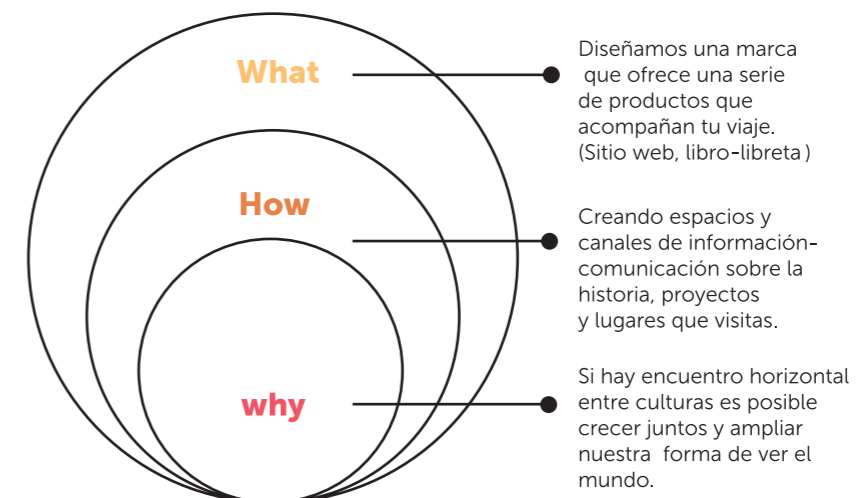 What
Diseñamos una marca
que ofrece una serie
de productos que
acompañan tu viaje.
(Sitio web, libro-libreta)
How
Creando espacios y
canales de información-
comunicación sobre la
historia, proyectos
y lugares que visitas.
why
Si hay encuentro horizontal
entre culturas es posible
crecer juntos y ampliar
nuestra forma de ver el
mundo.